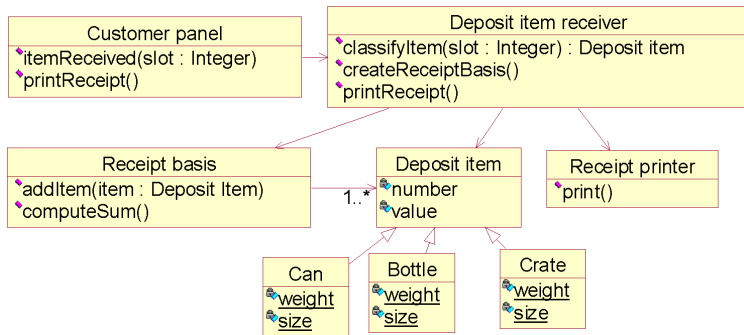 Customer panel
itemReceived(slot : Integer)
printReceipt()
Deposit item receiver
classifyItem(slot : Integer) : Deposit item
createReceiptBasis()
printReceipt()
Receipt basis
addItem(item : Deposit Item)
computeSum()
1..*
Deposit item
number
value
Receipt printer
print()
Can
weight
size
Bottle
weight
size
Crate
weight
size